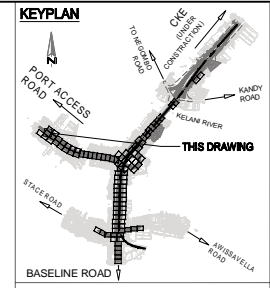 KEYPLAN
N
CKE
(UNDER
CONSTRACTION)
TO NEGOMBO
ROAD
PORT ACCESS
ROAD
KANDY
ROAD
KELANI RIVER
THIS DRAWING
STACE ROAD
AWISSAVELLA
ROAD
BASELINE ROAD